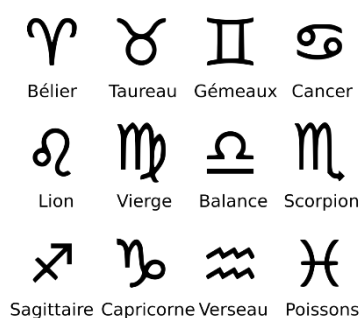 Bélier Taureau Gémeaux Cancer
Lion Vierge Balance Scorpion
Sagittaire Capricorne Verseau Poissons